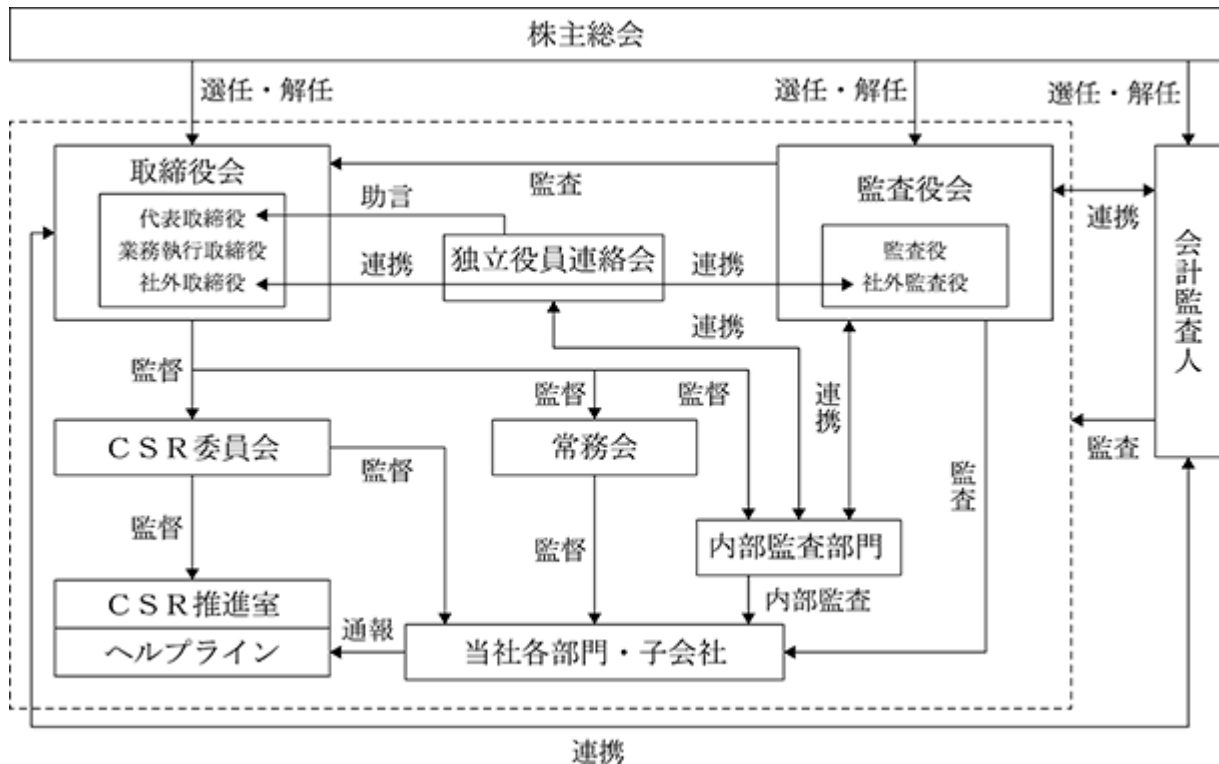 株主総会
選任・解任
選任・解任
選任・解任
取締役会
代表取締役
業務執行取締役
社外取締役
監査
助言
独立役員連絡会
連携
連携
監査役会
監査役
社外監査役
連携
会計監査人
連携
監督
監督
監督
連携
監査
監査
ＣＳＲ委員会
監督
常務会
監督
監督
内部監査部門
内部監査
ＣＳＲ推進室
ヘルプライン
通報
当社各部門・子会社
連携